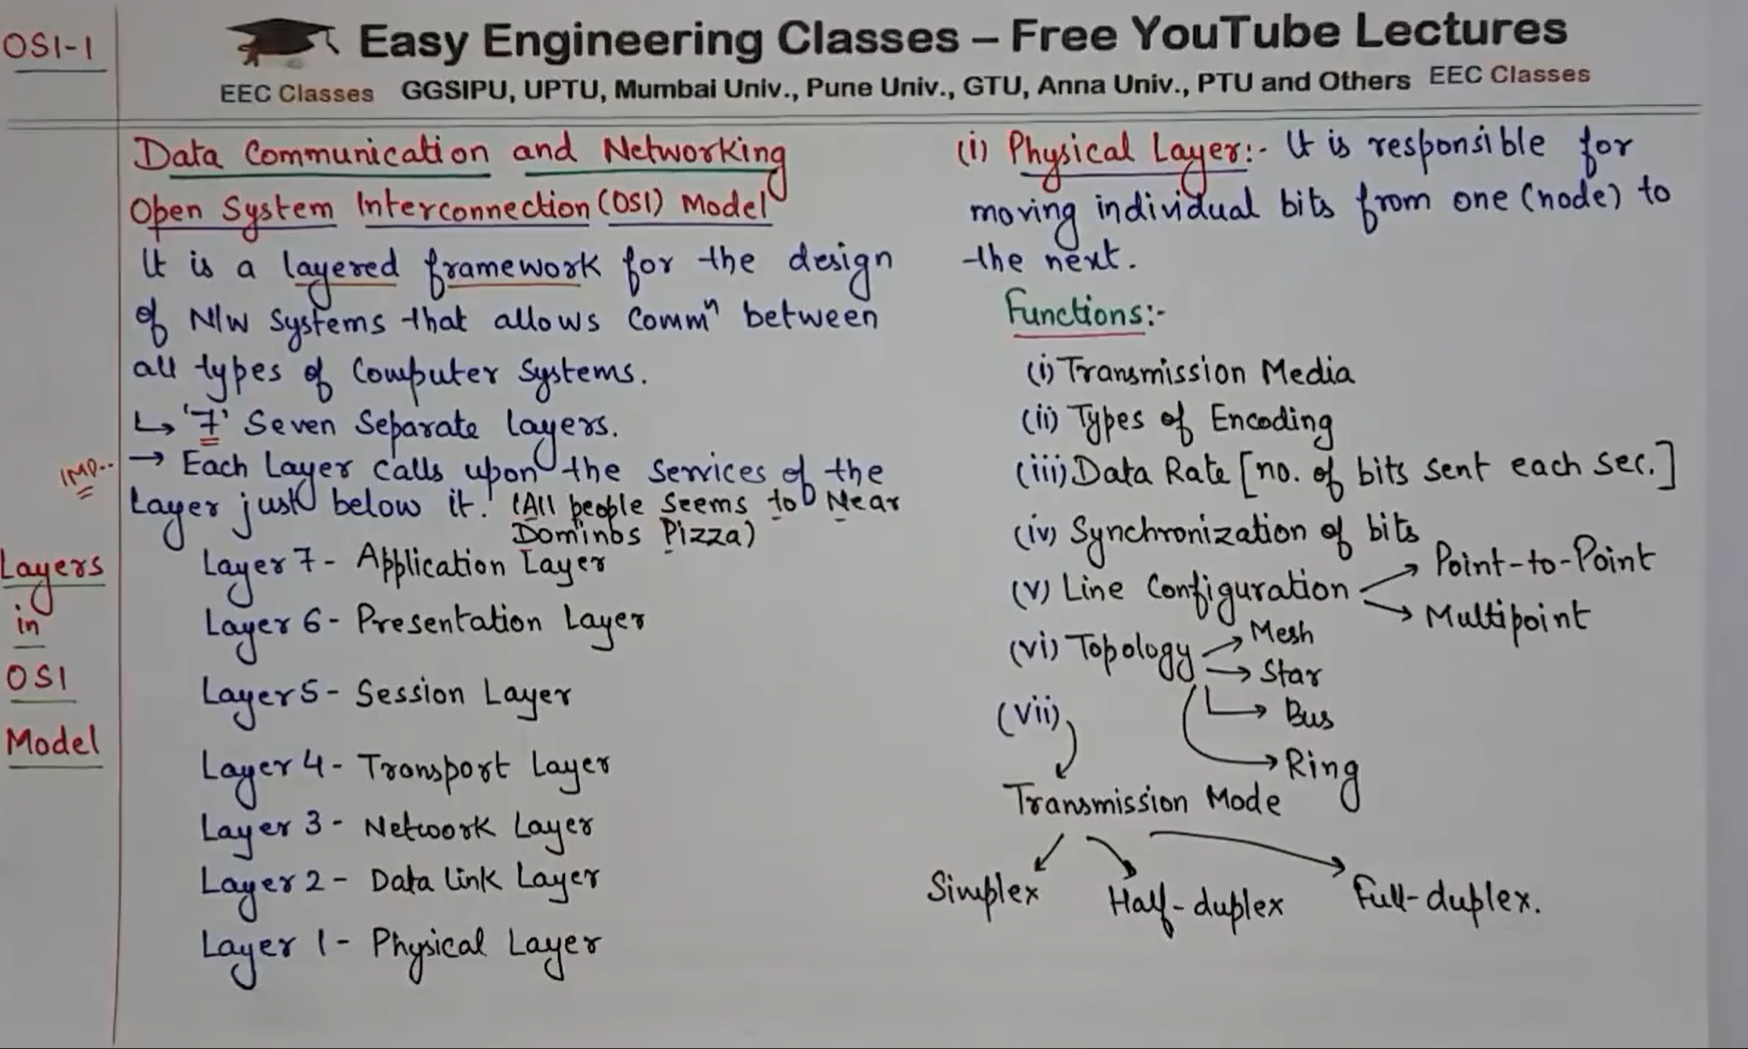 OSI-1
Easy Engineering Classes – Free YouTube Lectures
EEC Classes GGSIPU, UPTU, Mumbai Univ., Pune Univ., GTU, Anna Univ., PTU and Others EEC Classes
Data Communication and Networking
Open System Interconnection (OSI) Model
It is a layered framework for the design
of N/W Systems that allows Commⁿ between
all types of Computer Systems.
↳ '7' Seven Separate layers.
IMP..
→ Each Layer Calls upon the Services of the
Layer just below it. (All people Seems to Near
Dominos Pizza)
Layers
in
OSI
Model
Layer 7 - Application Layer
Layer 6 - Presentation Layer
Layer 5 - Session Layer
Layer 4 - Transport Layer
Layer 3 - Network Layer
Layer 2 - Data link Layer
Layer 1 - Physical Layer
(i) Physical Layer:- It is responsible for
moving individual bits from one (node) to
the next.
Functions:-
(i) Transmission Media
(ii) Types of Encoding
(iii) Data Rate [no. of bits sent each sec.]
(iv) Synchronization of bits
(v) Line Configuration → Point-to-Point
→ Multipoint
(vi) Topology → Mesh
→ Star
→ Bus
→ Ring
(vii)
Transmission Mode
Simplex Half-duplex Full-duplex.